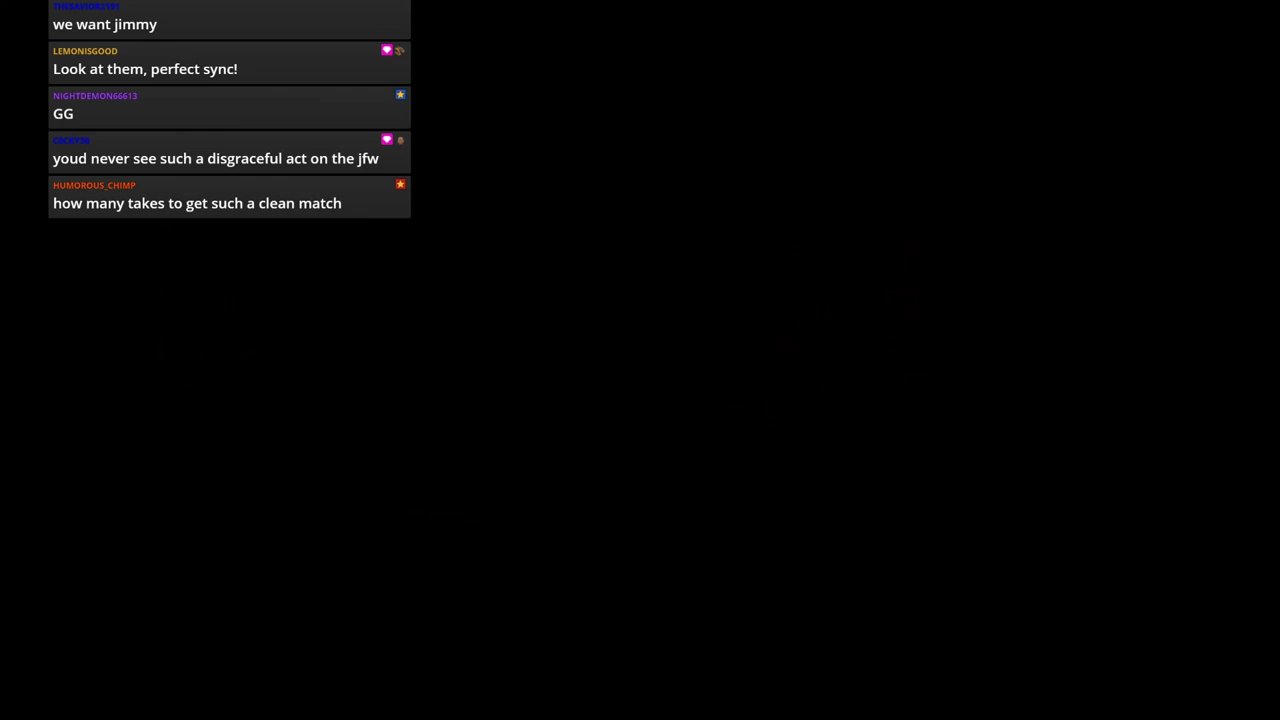 we want jimmy
LEMONISGOOD
Look at them, perfect sync!
NIGHTDEMON66613
GG
youd never see such a disgraceful act on the jfw
HUMOROUS_CHIMP
how many takes to get such a clean match